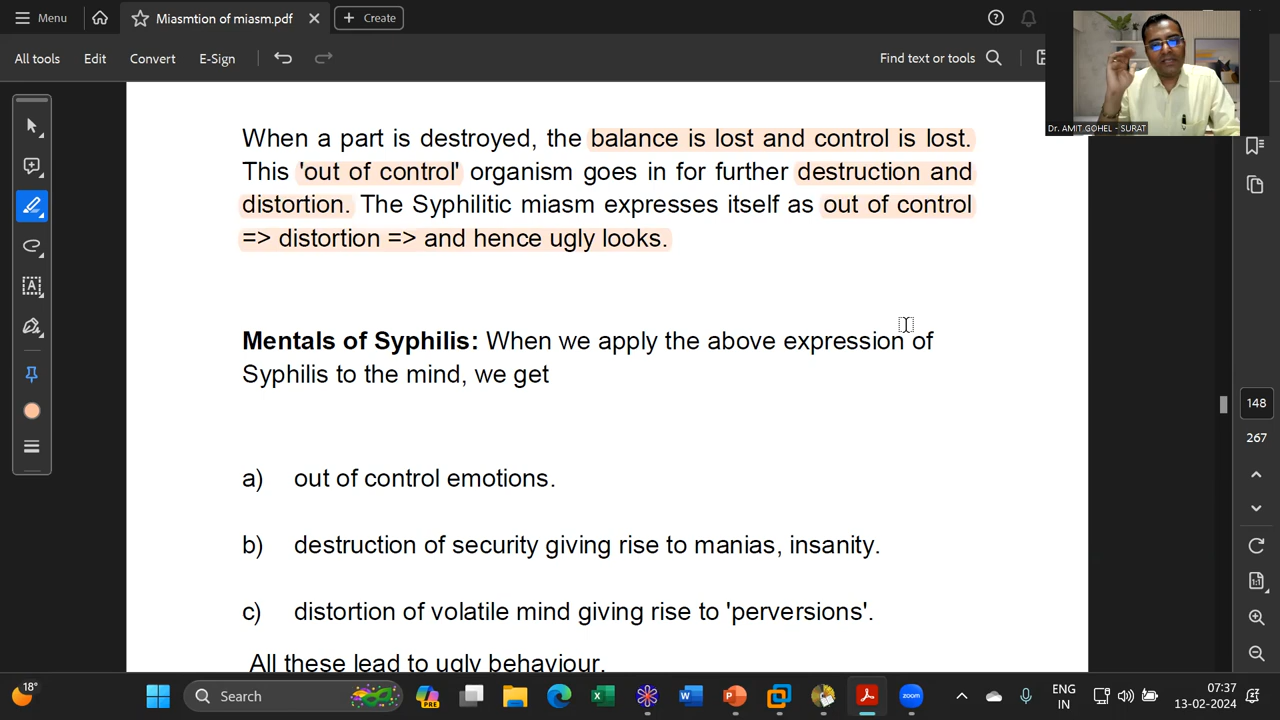 Menu
Miasmtion of miasm.pdf
Create
All tools
Edit
Convert
E-Sign
Find text or tools
Dr. AMIT.GOHEL - SURAT
When a part is destroyed, the balance is lost and control is lost.
This 'out of control' organism goes in for further destruction and
distortion. The Syphilitic miasm expresses itself as out of control
=> distortion => and hence ugly looks.
Mentals of Syphilis: When we apply the above expression of
Syphilis to the mind, we get
a) out of control emotions.
b) destruction of security giving rise to manias, insanity.
c) distortion of volatile mind giving rise to 'perversions'.
All these lead to ugly behaviour.
148
267
1:1
18°
Search
PRE
zoom
ENG
IN
07:37
13-02-2024